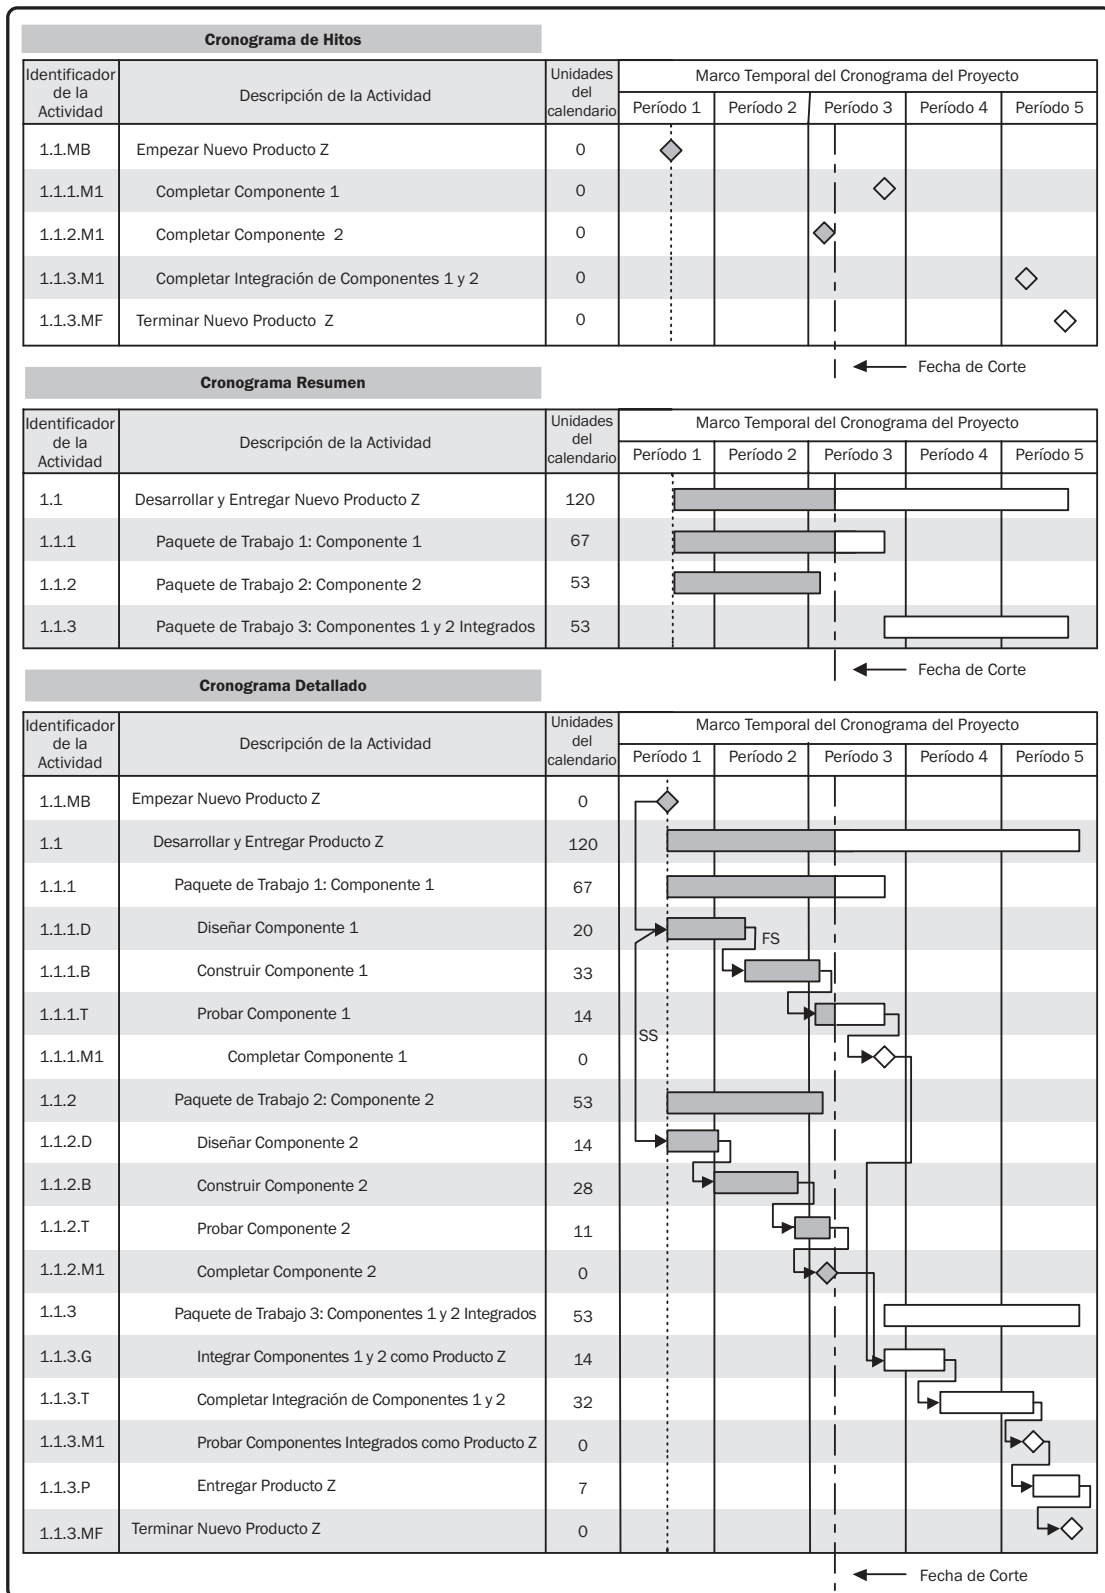 Cronograma de Hitos
Identificador de la Actividad Descripción de la Actividad Unidades del calendario Marco Temporal del Cronograma del Proyecto
Período 1 Período 2 Período 3 Período 4 Período 5
1.1.MB Empezar Nuevo Producto Z 0
1.1.1.M1 Completar Componente 1 0
1.1.2.M1 Completar Componente 2 0
1.1.3.M1 Completar Integración de Componentes 1 y 2 0
1.1.3.MF Terminar Nuevo Producto Z 0
Fecha de Corte
Cronograma Resumen
Identificador de la Actividad Descripción de la Actividad Unidades del calendario Marco Temporal del Cronograma del Proyecto
Período 1 Período 2 Período 3 Período 4 Período 5
1.1 Desarrollar y Entregar Nuevo Producto Z 120
1.1.1 Paquete de Trabajo 1: Componente 1 67
1.1.2 Paquete de Trabajo 2: Componente 2 53
1.1.3 Paquete de Trabajo 3: Componentes 1 y 2 Integrados 53
Fecha de Corte
Cronograma Detallado
Identificador de la Actividad Descripción de la Actividad Unidades del calendario Marco Temporal del Cronograma del Proyecto
Período 1 Período 2 Período 3 Período 4 Período 5
1.1.MB Empezar Nuevo Producto Z 0
1.1 Desarrollar y Entregar Producto Z 120
1.1.1 Paquete de Trabajo 1: Componente 1 67
1.1.1.D Diseñar Componente 1 20
FS
1.1.1.B Construir Componente 1 33
1.1.1.T Probar Componente 1 14
SS
1.1.1.M1 Completar Componente 1 0
1.1.2 Paquete de Trabajo 2: Componente 2 53
1.1.2.D Diseñar Componente 2 14
1.1.2.B Construir Componente 2 28
1.1.2.T Probar Componente 2 11
1.1.2.M1 Completar Componente 2 0
1.1.3 Paquete de Trabajo 3: Componentes 1 y 2 Integrados 53
1.1.3.G Integrar Componentes 1 y 2 como Producto Z 14
1.1.3.T Completar Integración de Componentes 1 y 2 32
1.1.3.M1 Probar Componentes Integrados como Producto Z 0
1.1.3.P Entregar Producto Z 7
1.1.3.MF Terminar Nuevo Producto Z 0
Fecha de Corte